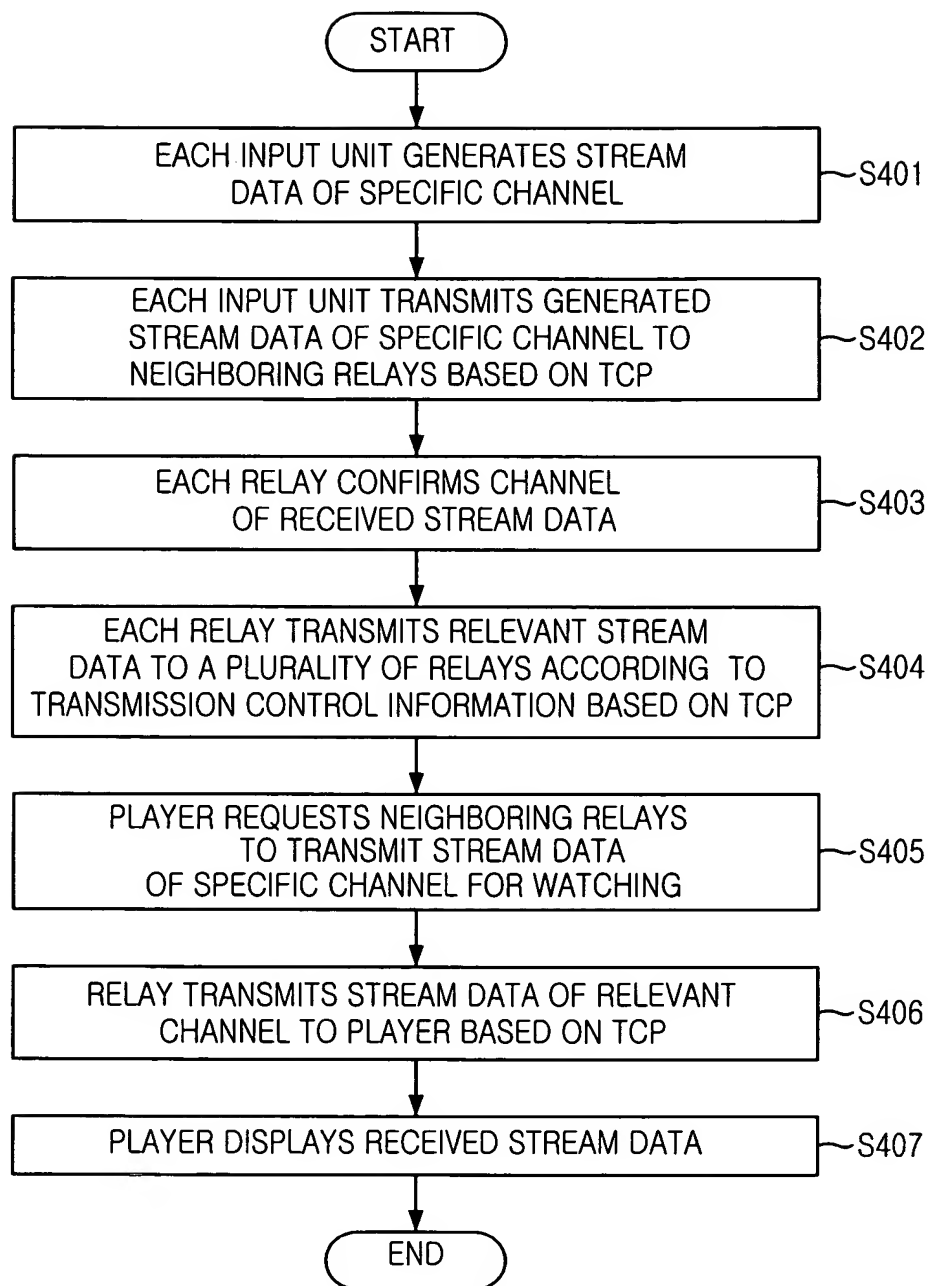 START
EACH INPUT UNIT GENERATES STREAM
DATA OF SPECIFIC CHANNEL
S401
EACH INPUT UNIT TRANSMITS GENERATED
STREAM DATA OF SPECIFIC CHANNEL TO
NEIGHBORING RELAYS BASED ON TCP
S402
EACH RELAY CONFIRMS CHANNEL
OF RECEIVED STREAM DATA
S403
EACH RELAY TRANSMITS RELEVANT STREAM
DATA TO A PLURALITY OF RELAYS ACCORDING TO
TRANSMISSION CONTROL INFORMATION BASED ON TCP
S404
PLAYER REQUESTS NEIGHBORING RELAYS
TO TRANSMIT STREAM DATA
OF SPECIFIC CHANNEL FOR WATCHING
S405
RELAY TRANSMITS STREAM DATA OF RELEVANT
CHANNEL TO PLAYER BASED ON TCP
S406
PLAYER DISPLAYS RECEIVED STREAM DATA
S407
END